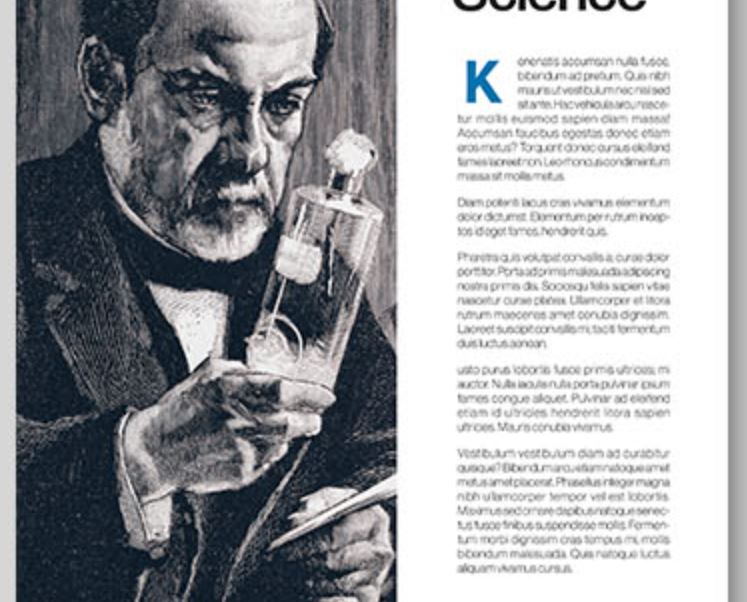 Science
K
enenatis accumsan nulla fusce,
bibendum ad pretium. Quis nibh
mauris ut vestibulum nec nisl sed
sit ante. Hac vehicula arcu nasce-
tur mollis euismod sapien diam massa!
Accumsan faucibus egestas donec etiam
eros metus? Torquent donec cursus eleifend
fames laoreet non. Leo rhoncus condimentum
massa sit mollis metus.
Diam potenti lacus cras vivamus elementum
dolor dictumst. Elementum per rutrum incep-
tos id eget fames, hendrerit quis.
Pharetra quis volutpat convallis a, curae dolor
porttitor. Porta ad primis malesuada adipiscing
nostra primis dis. Sociosqu felis sapien vitae
nascetur curae platea. Ullamcorper et litora
rutrum maecenas amet conubia dignissim.
Laoreet suscipit convallis mi, taciti fermentum
duis luctus aenean.
usto purus lobortis fusce primis ultrices; mi
auctor. Nulla iaculis nulla porta pulvinar ipsum
fames congue aliquet. Pulvinar ad eleifend
etiam id ultricies hendrerit litora sapien
ultrices. Mauris conubia vivamus.
Vestibulum vestibulum diam ad curabitur
quisque? Bibendum arcu, etiam natoque amet
metus amet placerat. Phasellus integer magna
nibh ullamcorper tempor vel est lobortis.
Maximus sed ornare dapibus natoque senec-
tus fusce finibus suspendisse mollis. Fermen-
tum morbi dignissim cras tempus mi, mollis
bibendum malesuada. Quis natoque luctus
aliquam vivamus cursus.